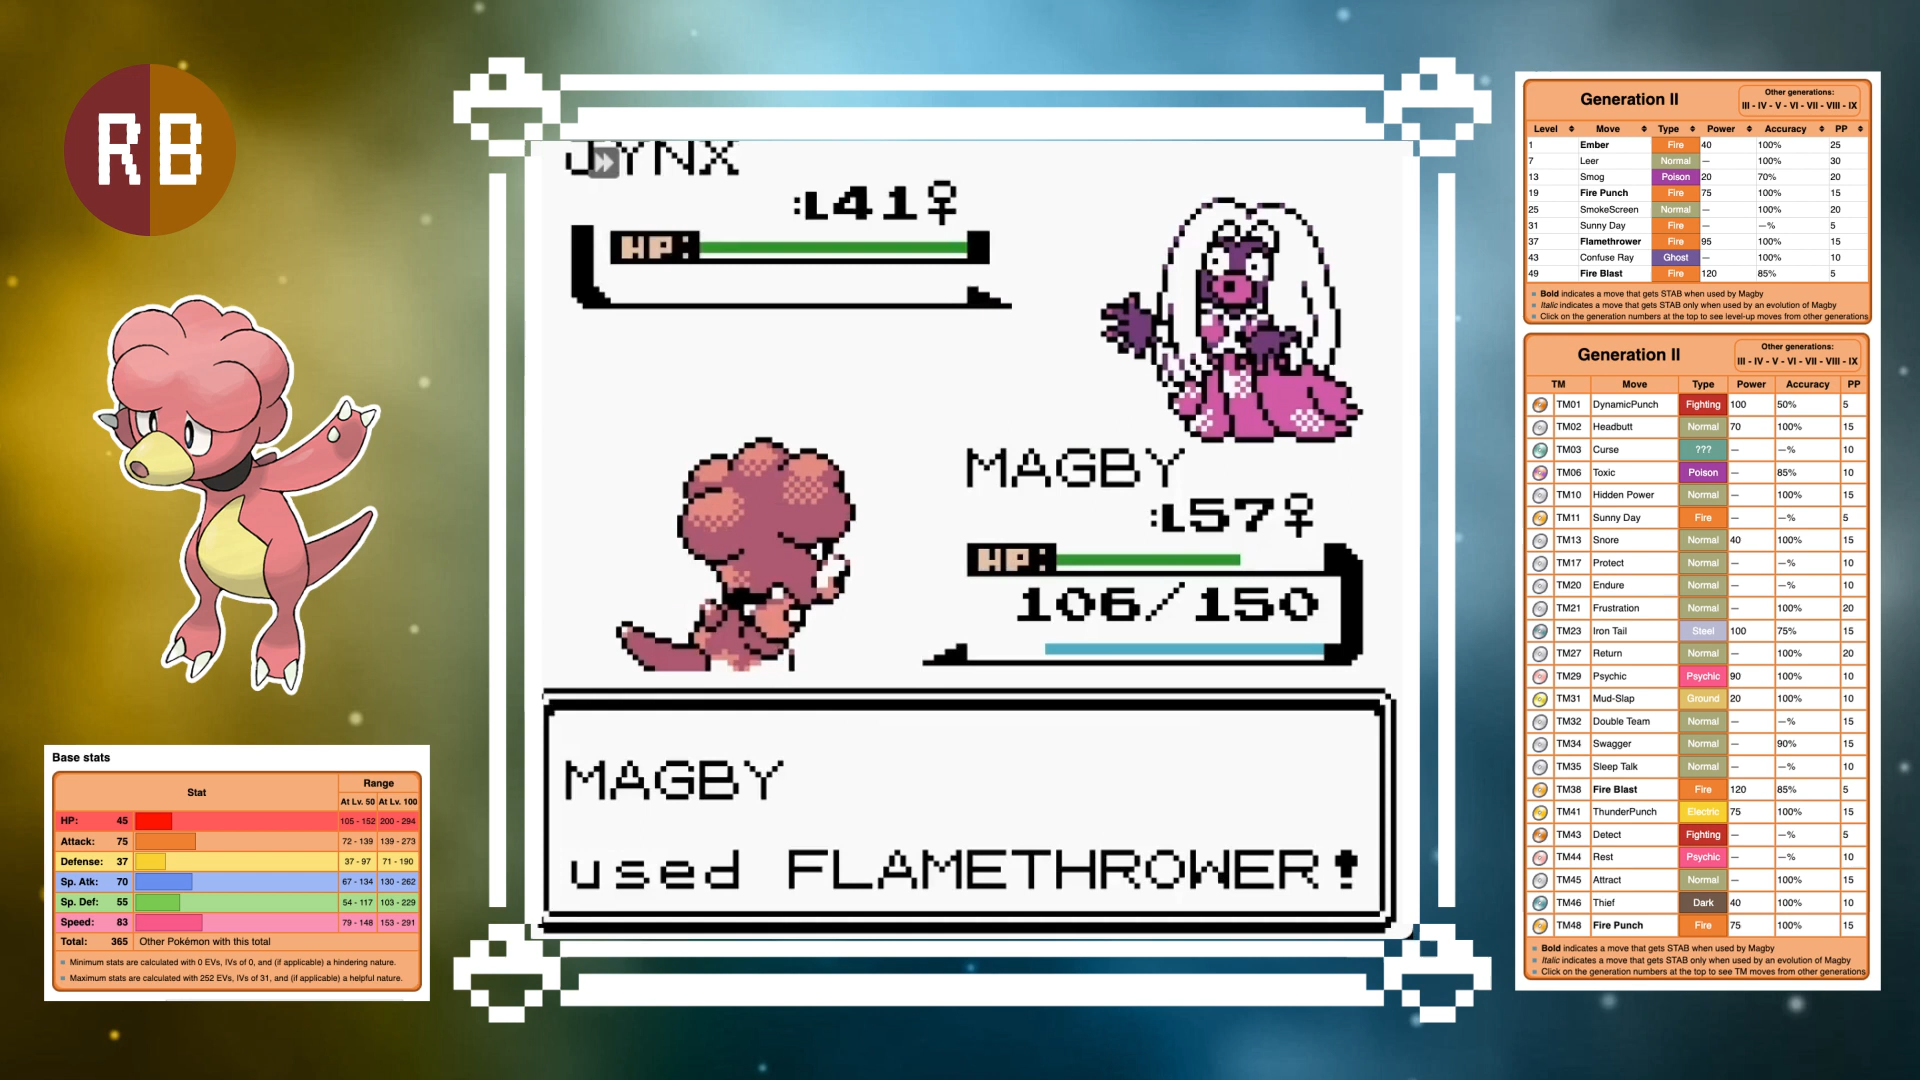 RB
JYNX
:L41♀
HP:
MAGBY
:L57♀
HP:
106/150
MAGBY
used FLAMETHROWER!
Base stats
Stat Range
At Lv. 50 At Lv. 100
HP: 45 105 - 152 200 - 294
Attack: 75 72 - 139 139 - 273
Defense: 37 37 - 97 71 - 190
Sp. Atk: 70 67 - 134 130 - 262
Sp. Def: 55 54 - 117 103 - 229
Speed: 83 79 - 148 153 - 291
Total: 365 Other Pokémon with this total
Minimum stats are calculated with 0 EVs, IVs of 0, and (if applicable) a hindering nature.
Maximum stats are calculated with 252 EVs, IVs of 31, and (if applicable) a helpful nature.
Generation II
Other generations:
III - IV - V - VI - VII - VIII - IX
Level Move Type Power Accuracy PP
1 Ember Fire 40 100% 25
7 Leer Normal — 100% 30
13 Smog Poison 20 70% 20
19 Fire Punch Fire 75 100% 15
25 SmokeScreen Normal — 100% 20
31 Sunny Day Fire — —% 5
37 Flamethrower Fire 95 100% 15
43 Confuse Ray Ghost — 100% 10
49 Fire Blast Fire 120 85% 5
Bold indicates a move that gets STAB when used by Magby
Italic indicates a move that gets STAB only when used by an evolution of Magby
Click on the generation numbers at the top to see level-up moves from other generations
Generation II
Other generations:
III - IV - V - VI - VII - VIII - IX
TM Move Type Power Accuracy PP
TM01 DynamicPunch Fighting 100 50% 5
TM02 Headbutt Normal 70 100% 15
TM03 Curse ??? — —% 10
TM06 Toxic Poison — 85% 10
TM10 Hidden Power Normal — 100% 15
TM11 Sunny Day Fire — —% 5
TM13 Snore Normal 40 100% 15
TM17 Protect Normal — —% 10
TM20 Endure Normal — —% 10
TM21 Frustration Normal — 100% 20
TM23 Iron Tail Steel 100 75% 15
TM27 Return Normal — 100% 20
TM29 Psychic Psychic 90 100% 10
TM31 Mud-Slap Ground 20 100% 10
TM32 Double Team Normal — —% 15
TM34 Swagger Normal — 90% 15
TM35 Sleep Talk Normal — —% 10
TM38 Fire Blast Fire 120 85% 5
TM41 ThunderPunch Electric 75 100% 15
TM43 Detect Fighting — —% 5
TM44 Rest Psychic — —% 10
TM45 Attract Normal — 100% 15
TM46 Thief Dark 40 100% 10
TM48 Fire Punch Fire 75 100% 15
Bold indicates a move that gets STAB when used by Magby
Italic indicates a move that gets STAB only when used by an evolution of Magby
Click on the generation numbers at the top to see TM moves from other generations